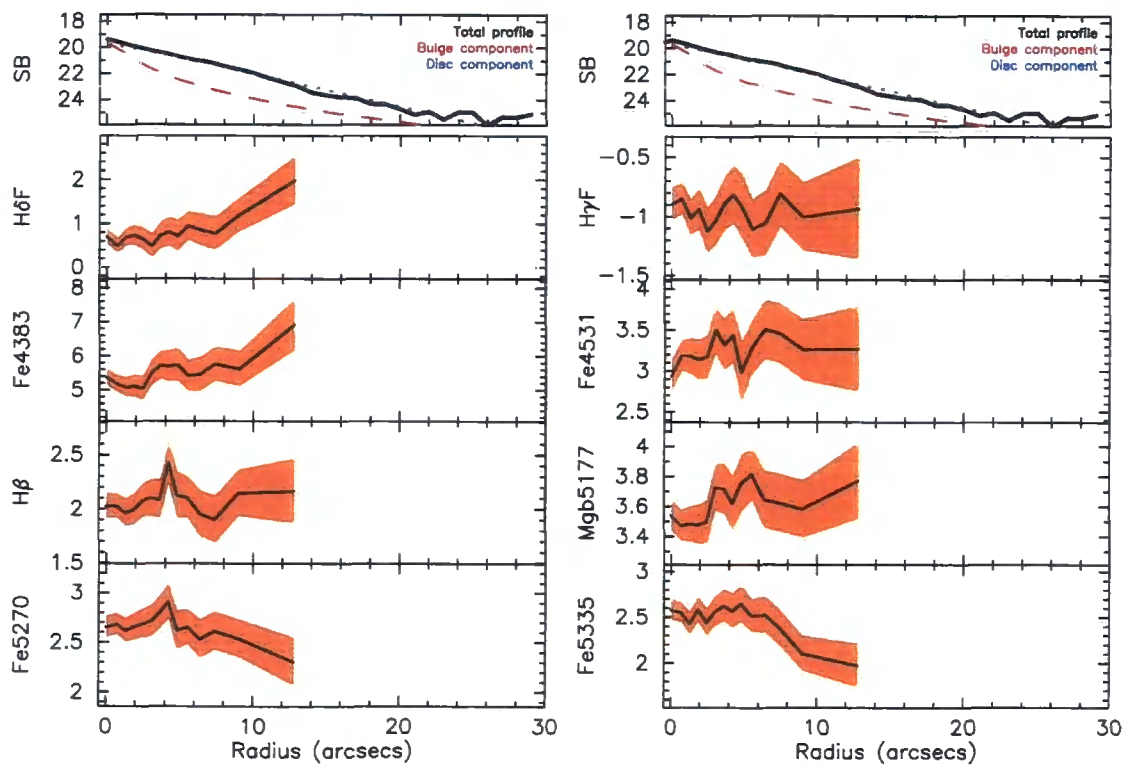 18
20
22
24
SB
Total profile
Bulge component
Disc component
2
1
0
HδF
8
7
6
5
Fe4383
2.5
2
1.5
Hβ
3
2.5
2
Fe5270
0
10
20
30
Radius (arcsecs)
18
20
22
24
SB
Total profile
Bulge component
Disc component
−0.5
−1
−1.5
HγF
4
3.5
3
2.5
Fe4531
4
3.8
3.6
3.4
Mgb5177
3
2.5
2
Fe5335
0
10
20
30
Radius (arcsecs)